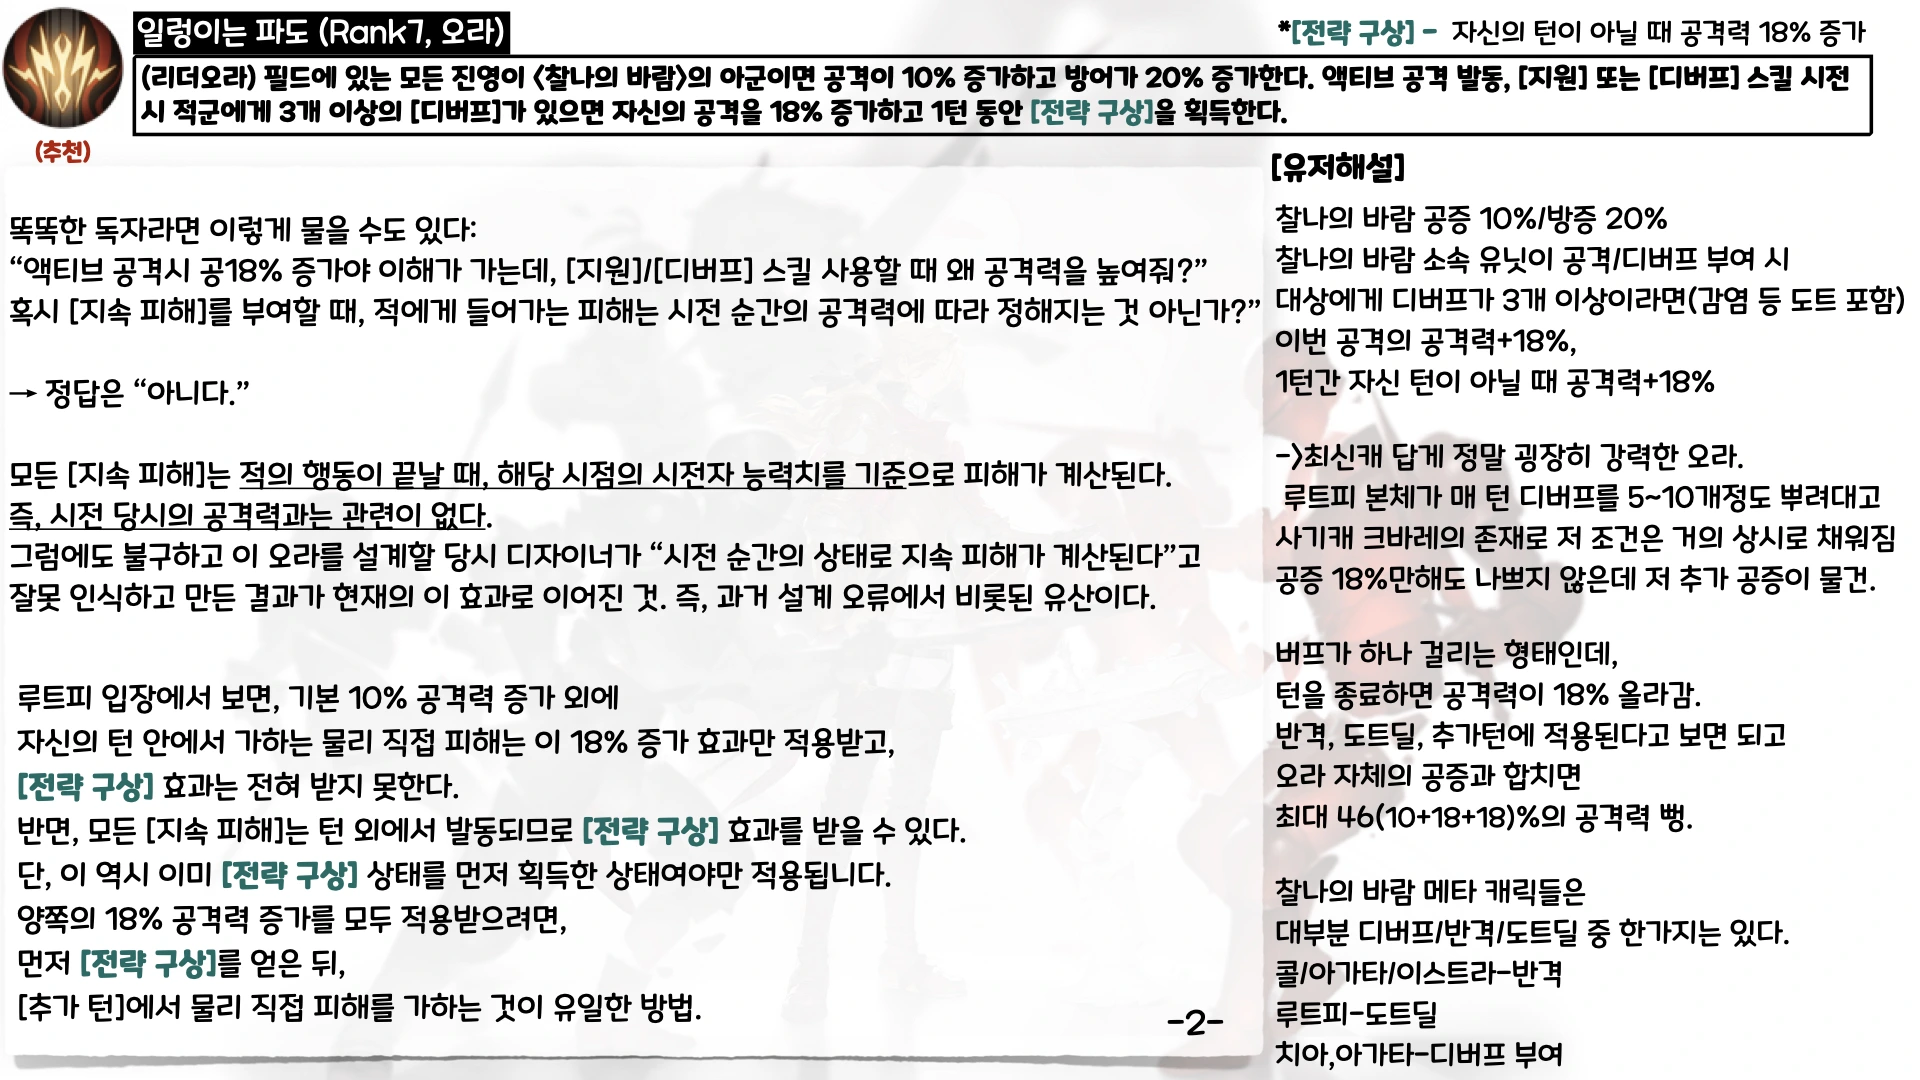 일렁이는 파도 (Rank7, 오라)
*[전략 구상] - 자신의 턴이 아닐 때 공격력 18% 증가
(리더오라) 필드에 있는 모든 진영이 <찰나의 바람>의 아군이면 공격이 10% 증가하고 방어가 20% 증가한다. 액티브 공격 발동, [지원] 또는 [디버프] 스킬 시전
시 적군에게 3개 이상의 [디버프]가 있으면 자신의 공격을 18% 증가하고 1턴 동안 [전략 구상]을 획득한다.
(추천)
똑똑한 독자라면 이렇게 물을 수도 있다:
“액티브 공격시 공18% 증가야 이해가 가는데, [지원]/[디버프] 스킬 사용할 때 왜 공격력을 높여줘?”
혹시 [지속 피해]를 부여할 때, 적에게 들어가는 피해는 시전 순간의 공격력에 따라 정해지는 것 아닌가?”
→ 정답은 “아니다.”
모든 [지속 피해]는 적의 행동이 끝날 때, 해당 시점의 시전자 능력치를 기준으로 피해가 계산된다.
즉, 시전 당시의 공격력과는 관련이 없다.
그럼에도 불구하고 이 오라를 설계할 당시 디자이너가 “시전 순간의 상태로 지속 피해가 계산된다”고
잘못 인식하고 만든 결과가 현재의 이 효과로 이어진 것. 즉, 과거 설계 오류에서 비롯된 유산이다.
루트피 입장에서 보면, 기본 10% 공격력 증가 외에
자신의 턴 안에서 가하는 물리 직접 피해는 이 18% 증가 효과만 적용받고,
[전략 구상] 효과는 전혀 받지 못한다.
반면, 모든 [지속 피해]는 턴 외에서 발동되므로 [전략 구상] 효과를 받을 수 있다.
단, 이 역시 이미 [전략 구상] 상태를 먼저 획득한 상태여야만 적용됩니다.
양쪽의 18% 공격력 증가를 모두 적용받으려면,
먼저 [전략 구상]를 얻은 뒤,
[추가 턴]에서 물리 직접 피해를 가하는 것이 유일한 방법.
-2-
[유저해설]
찰나의 바람 공증 10%/방증 20%
찰나의 바람 소속 유닛이 공격/디버프 부여 시
대상에게 디버프가 3개 이상이라면(감염 등 도트 포함)
이번 공격의 공격력+18%,
1턴간 자신 턴이 아닐 때 공격력+18%
->최신캐 답게 정말 굉장히 강력한 오라.
루트피 본체가 매 턴 디버프를 5~10개정도 뿌려대고
사기캐 크바레의 존재로 저 조건은 거의 상시로 채워짐
공증 18%만해도 나쁘지 않은데 저 추가 공증이 물건.
버프가 하나 걸리는 형태인데,
턴을 종료하면 공격력이 18% 올라감.
반격, 도트딜, 추가턴에 적용된다고 보면 되고
오라 자체의 공증과 합치면
최대 46(10+18+18)%의 공격력 뻥.
찰나의 바람 메타 캐릭들은
대부분 디버프/반격/도트딜 중 한가지는 있다.
콜/아가타/이스트라-반격
루트피-도트딜
치아,아가타-디버프 부여